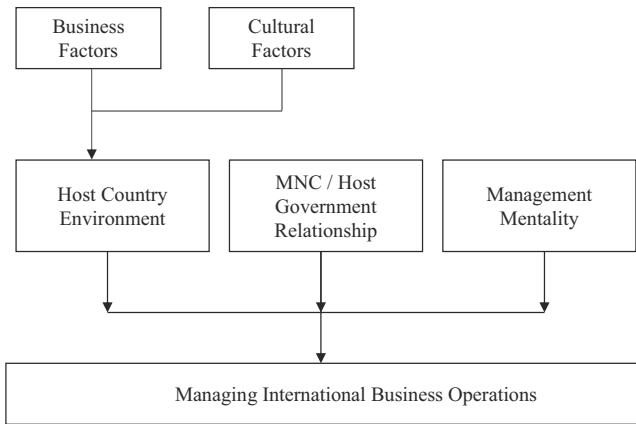 Business
Factors
Cultural
Factors
Host Country
Environment
MNC / Host
Government
Relationship
Management
Mentality
Managing International Business Operations